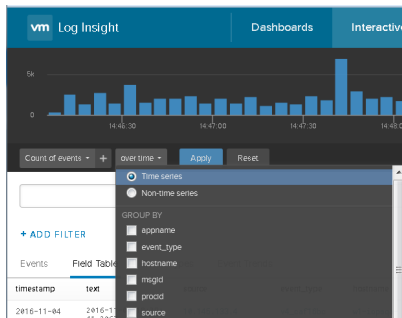 vm Log Insight Dashboards Interactive
5k
0
14:46:30 14:47:00 14:47:30 14:48:0
Count of events + over time Apply Reset
Time series
Non-time series
GROUP BY
appname
+ ADD FILTER
event_type
Events Field Table
hostname
msgid
timestamp text
procid
2016-11-04 2016-11
source